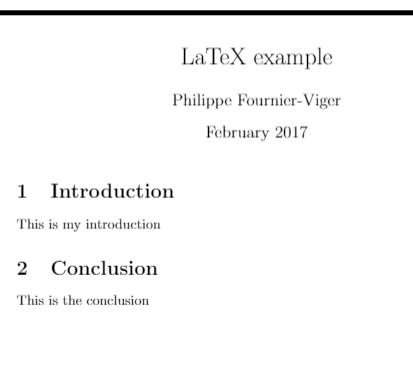 LaTeX example
Philippe Fournier-Viger
February 2017
1 Introduction
This is my introduction
2 Conclusion
This is the conclusion